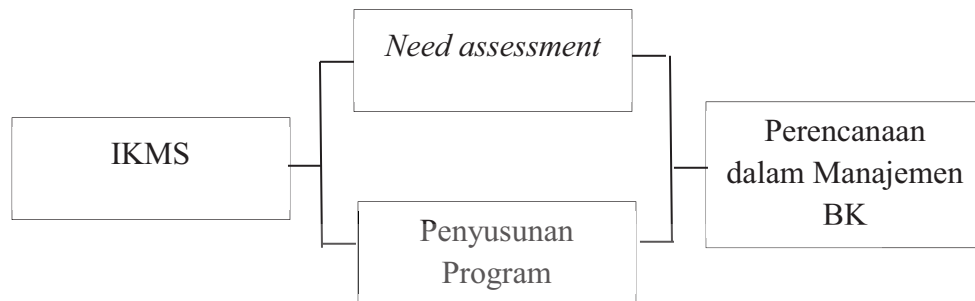 Need assessment
IKMS
Perencanaan
dalam Manajemen
BK
Penyusunan
Program